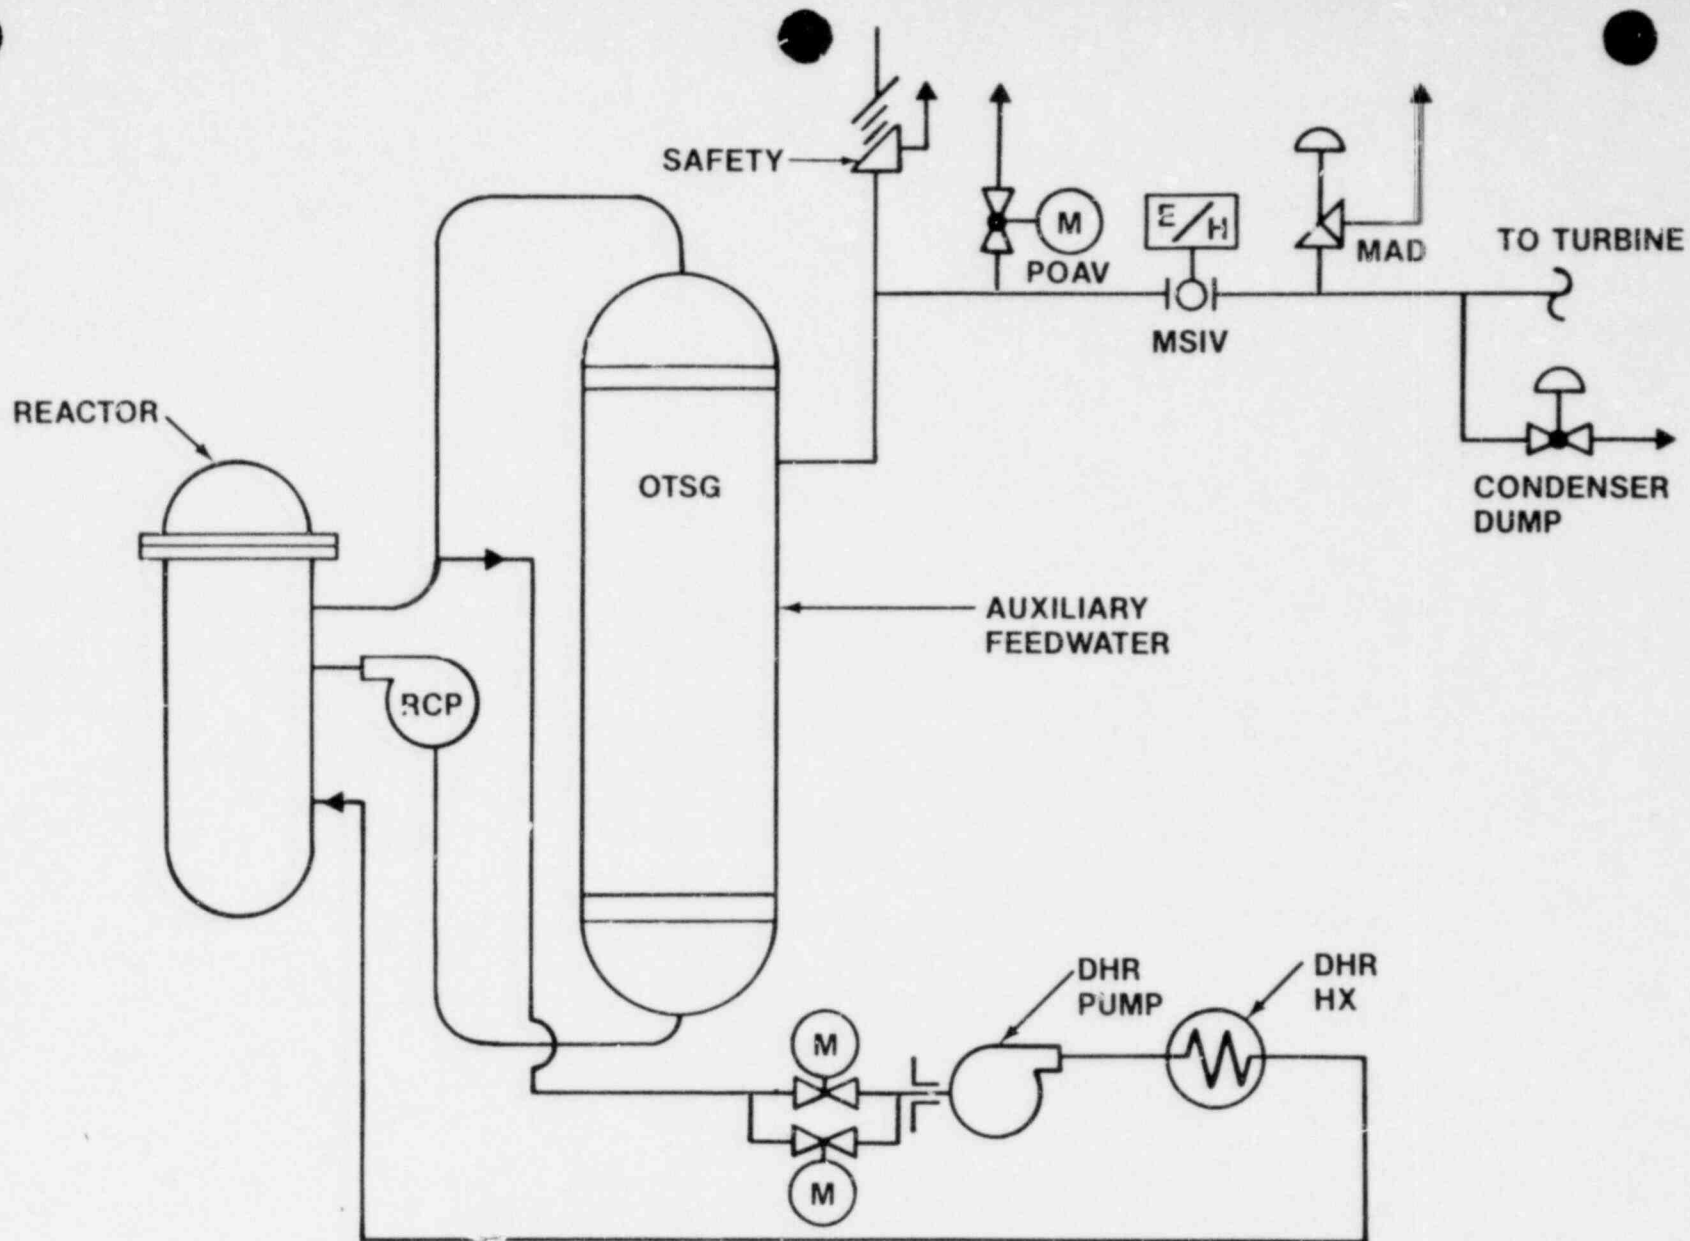 SAFETY
M
POAV
E/H
MSIV
MAD
TO TURBINE
REACTOR
OTSG
CONDENSER
DUMP
AUXILIARY
FEEDWATER
RCP
DHR
PUMP
DHR
HX
M
M